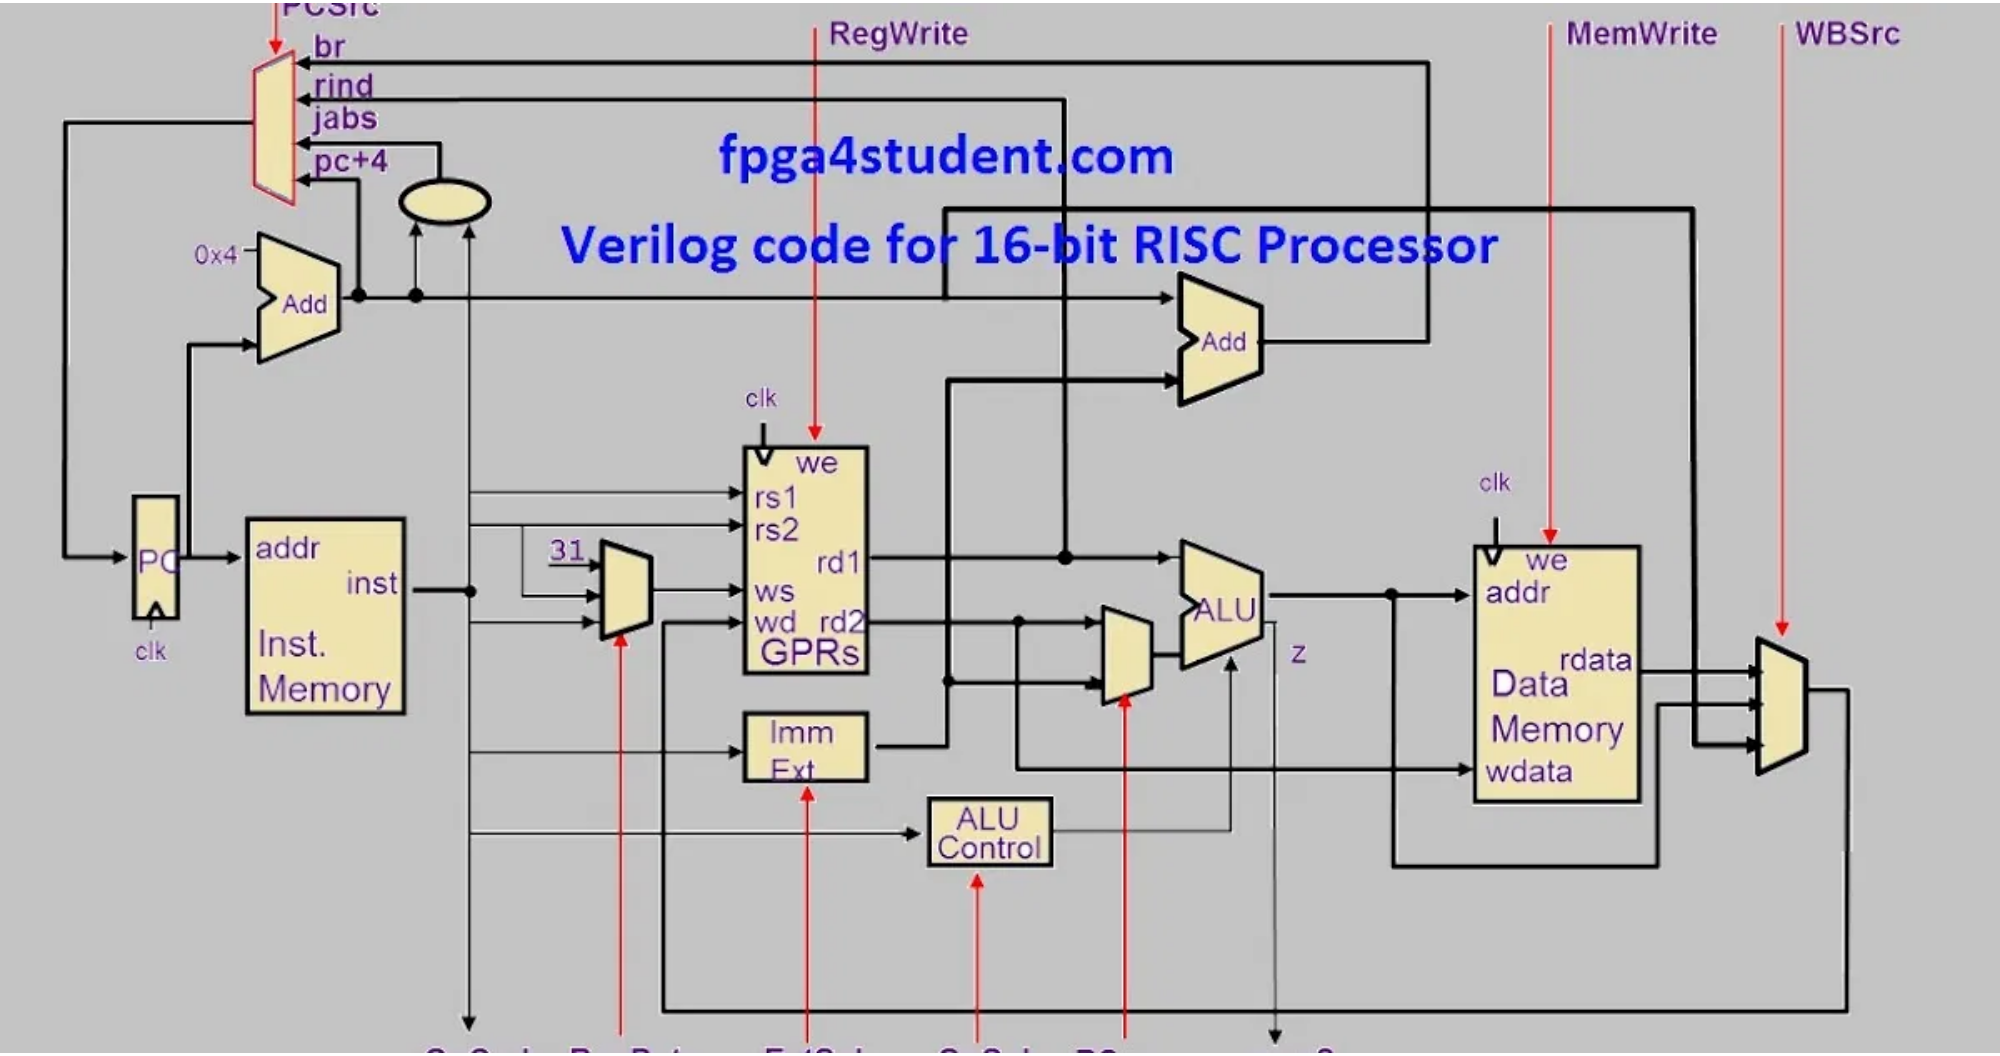 PCSrc
br
rind
jabs
pc+4
RegWrite
MemWrite
WBSrc
fpga4student.com
Verilog code for 16-bit RISC Processor
0x4
Add
Add
clk
we
rs1
rs2
rd1
ws
wd
rd2
GPRs
31
PC
clk
addr
inst
Inst.
Memory
ALU
z
clk
we
addr
rdata
Data
Memory
wdata
Imm
Ext
ALU
Control